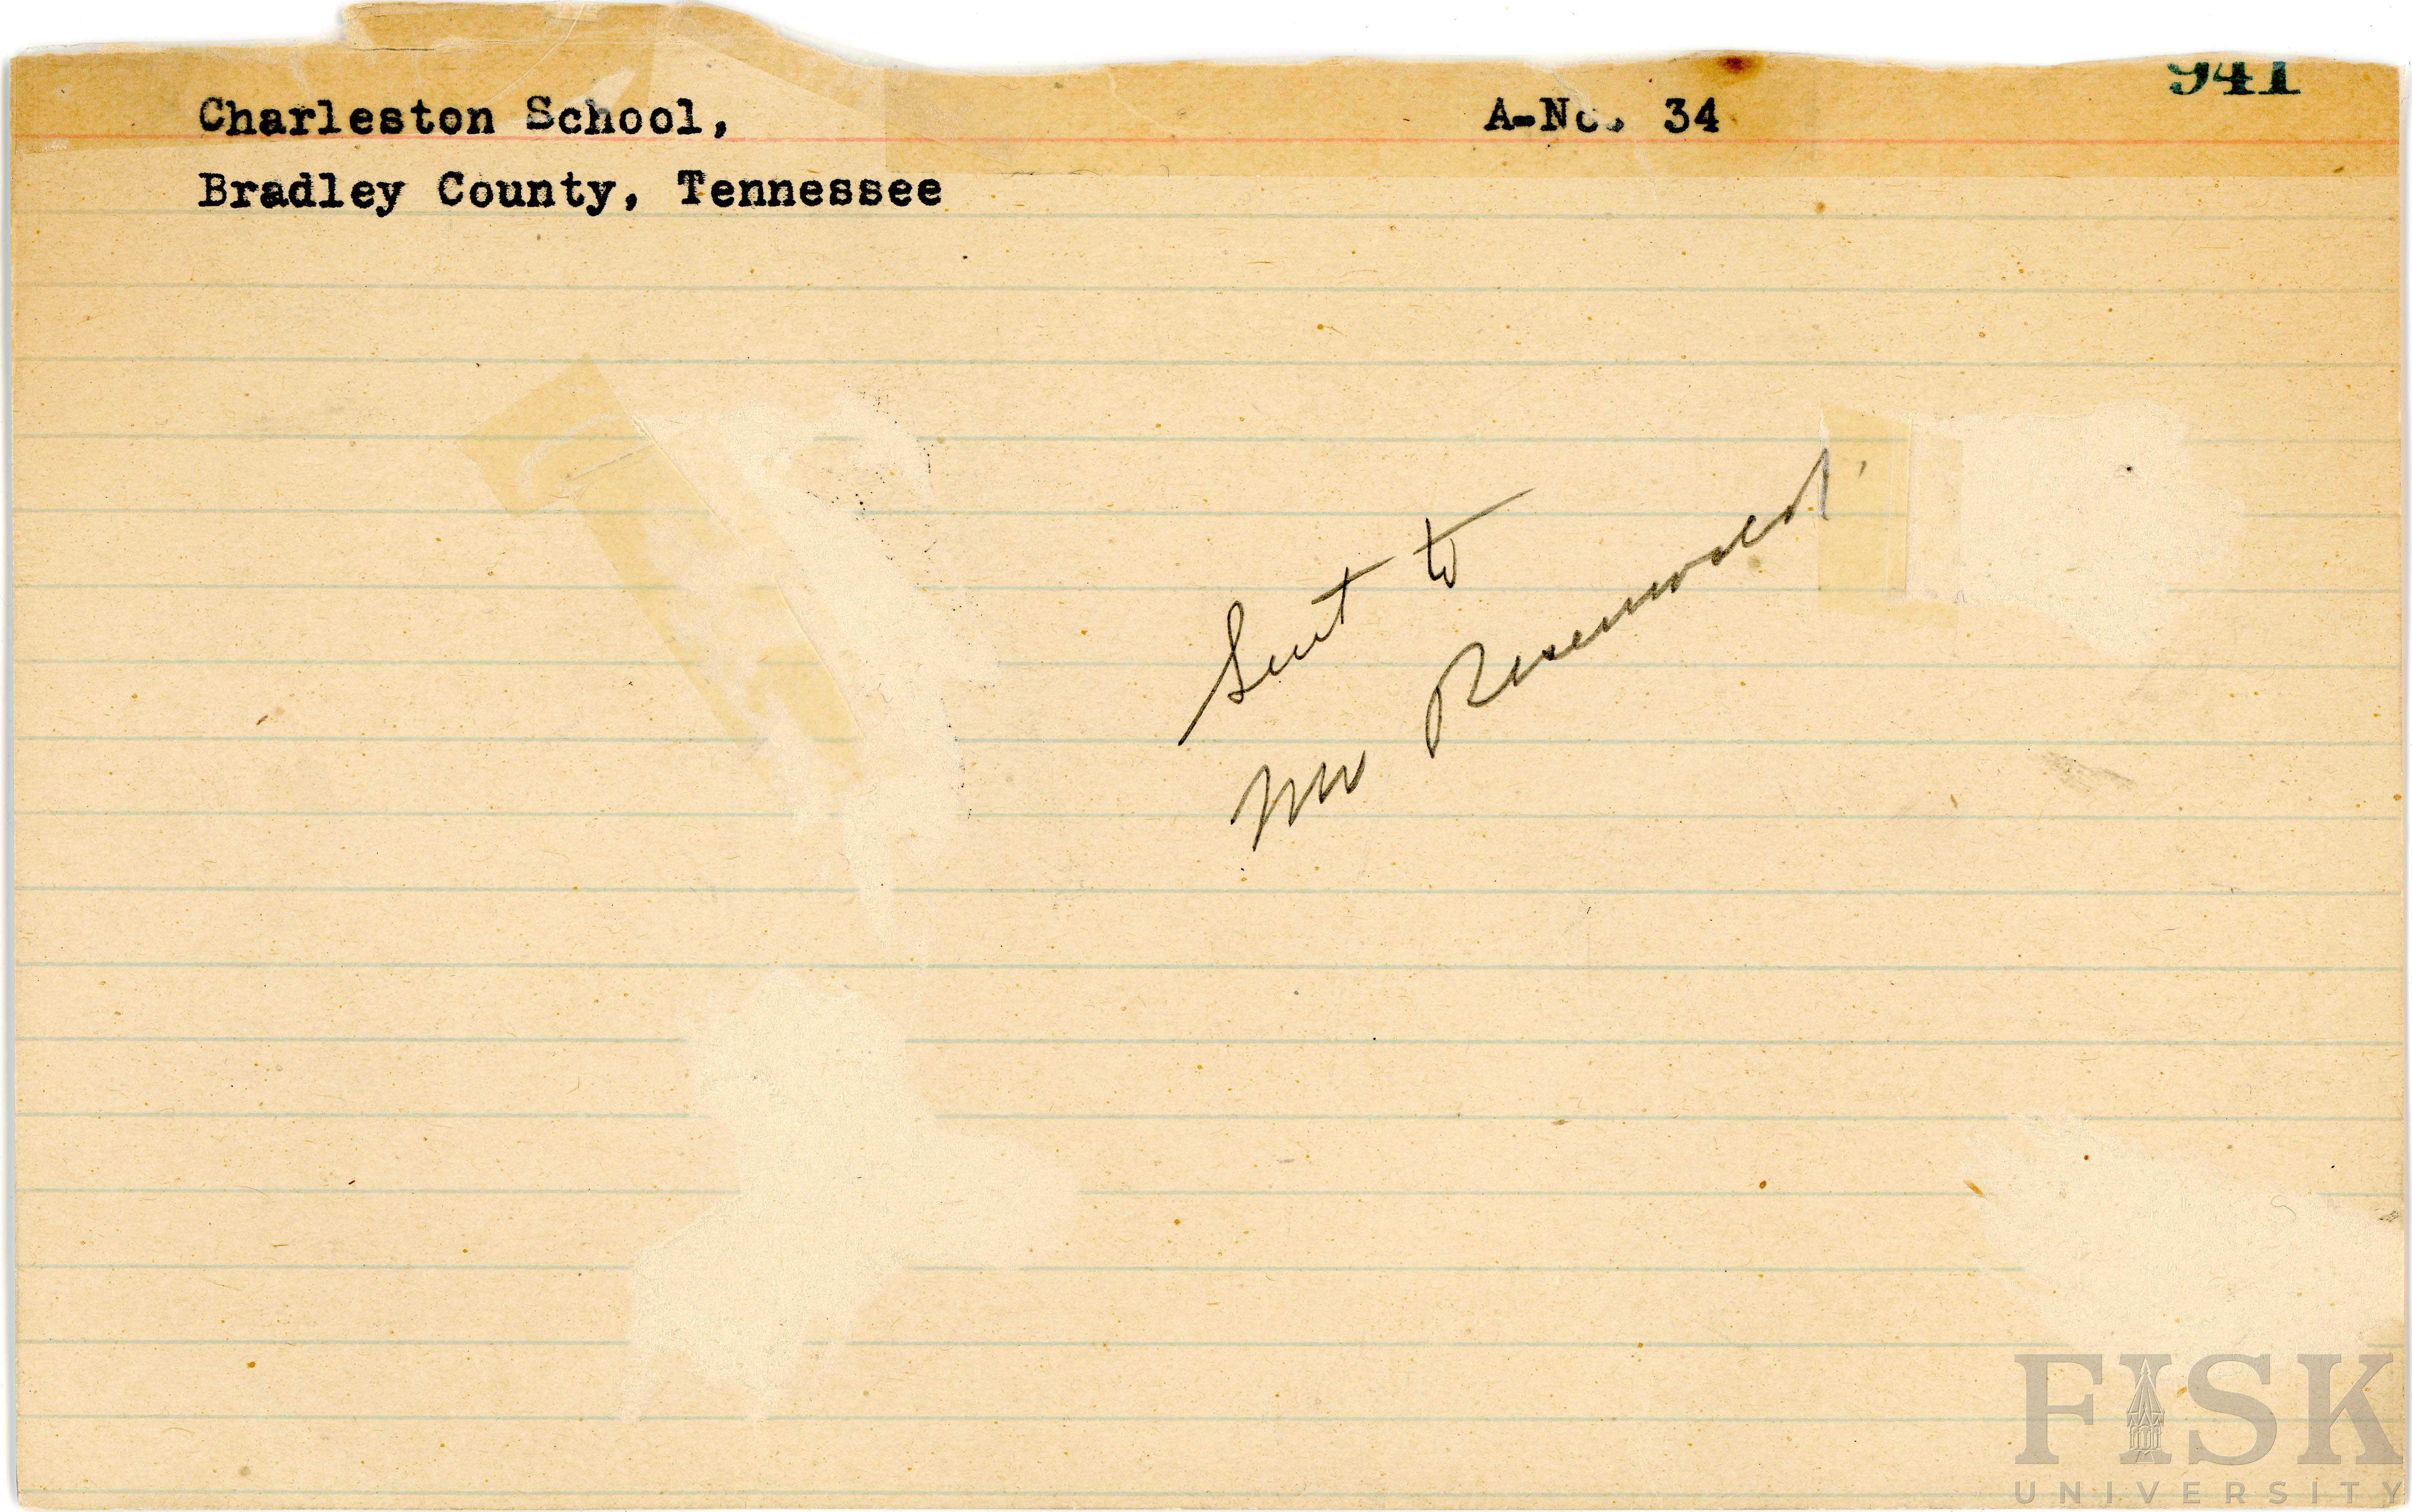 941
Charleston School, A-No. 34
Bradley County, Tennessee
Sent to
Mr Rosenwald
FISK
UNIVERSITY